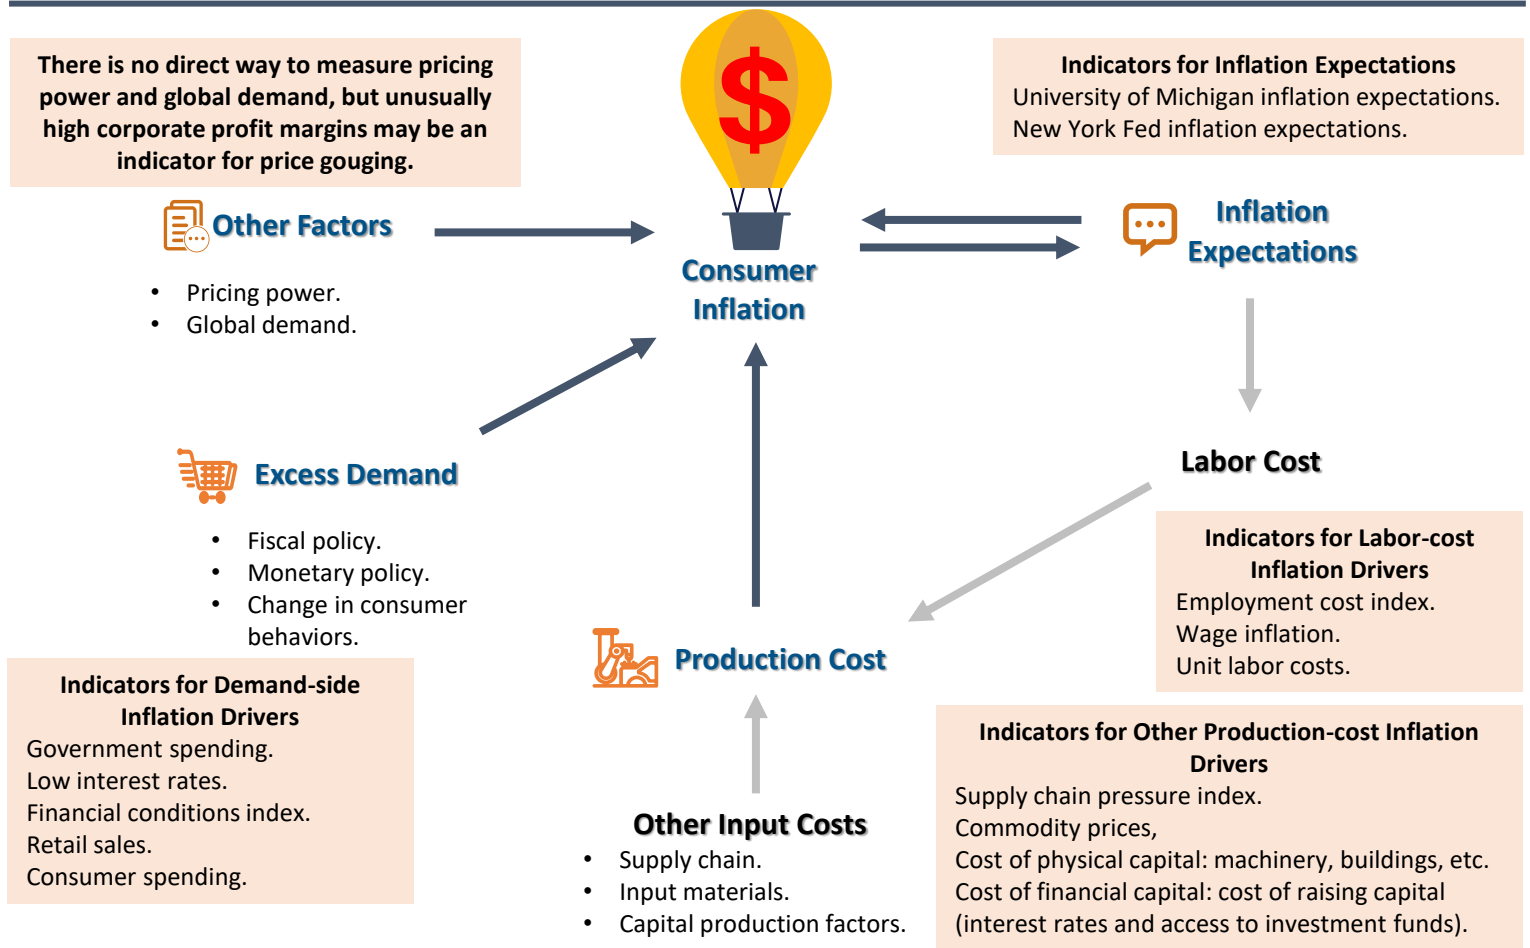 There is no direct way to measure pricing
power and global demand, but unusually
high corporate profit margins may be an
indicator for price gouging.
$
Indicators for Inflation Expectations
University of Michigan inflation expectations.
New York Fed inflation expectations.
Other Factors
• Pricing power.
• Global demand.
Consumer
Inflation
Inflation
Expectations
Excess Demand
• Fiscal policy.
• Monetary policy.
• Change in consumer
behaviors.
Labor Cost
Indicators for Labor-cost
Inflation Drivers
Employment cost index.
Wage inflation.
Unit labor costs.
Production Cost
Indicators for Demand-side
Inflation Drivers
Government spending.
Low interest rates.
Financial conditions index.
Retail sales.
Consumer spending.
Other Input Costs
• Supply chain.
• Input materials.
• Capital production factors.
Indicators for Other Production-cost Inflation
Drivers
Supply chain pressure index.
Commodity prices,
Cost of physical capital: machinery, buildings, etc.
Cost of financial capital: cost of raising capital
(interest rates and access to investment funds).